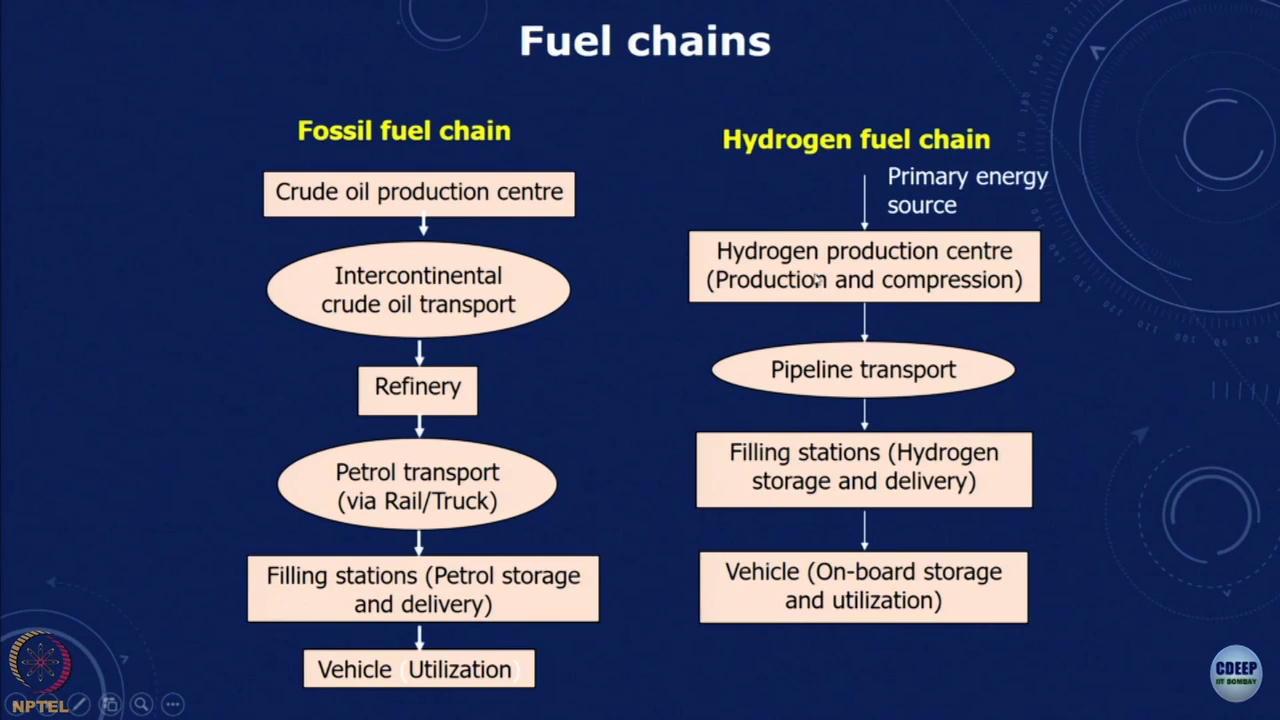 Fuel chains
Fossil fuel chain
Crude oil production centre
Intercontinental
crude oil transport
Refinery
Petrol transport
(via Rail/Truck)
Filling stations (Petrol storage
and delivery)
Vehicle (Utilization)
Hydrogen fuel chain
Primary energy
source
Hydrogen production centre
(Production and compression)
Pipeline transport
Filling stations (Hydrogen
storage and delivery)
Vehicle (On-board storage
and utilization)
NPTEL
CDEEP
IIT BOMBAY